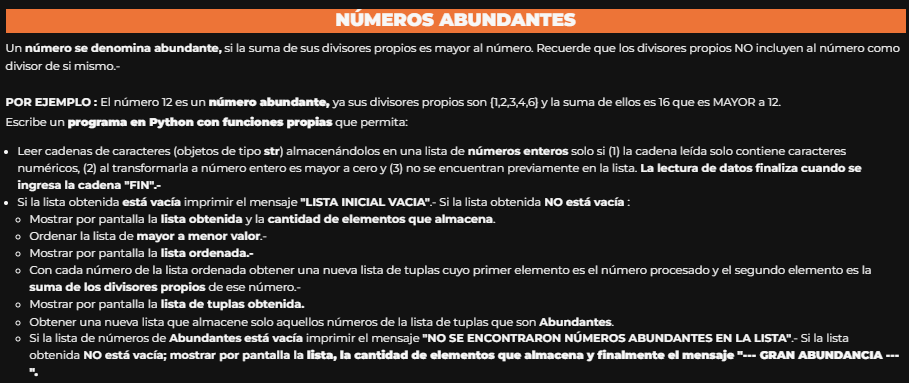 NÚMEROS ABUNDANTES
Un número se denomina abundante, si la suma de sus divisores propios es mayor al número. Recuerde que los divisores propios NO incluyen al número como
divisor de si mismo.-
POR EJEMPLO : El número 12 es un número abundante, ya sus divisores propios son {1,2,3,4,6} y la suma de ellos es 16 que es MAYOR a 12.
Escribe un programa en Python con funciones propias que permita:
• Leer cadenas de caracteres (objetos de tipo str) almacenándolos en una lista de números enteros solo si (1) la cadena leída solo contiene caracteres
numéricos, (2) al transformarla a número entero es mayor a cero y (3) no se encuentran previamente en la lista. La lectura de datos finaliza cuando se
ingresa la cadena "FIN".-
• Si la lista obtenida está vacía imprimir el mensaje "LISTA INICIAL VACIA".- Si la lista obtenida NO está vacía :
◦ Mostrar por pantalla la lista obtenida y la cantidad de elementos que almacena.
◦ Ordenar la lista de mayor a menor valor.-
◦ Mostrar por pantalla la lista ordenada.-
◦ Con cada número de la lista ordenada obtener una nueva lista de tuplas cuyo primer elemento es el número procesado y el segundo elemento es la
suma de los divisores propios de ese número.-
◦ Mostrar por pantalla la lista de tuplas obtenida.
◦ Obtener una nueva lista que almacene solo aquellos números de la lista de tuplas que son Abundantes.
◦ Si la lista de números de Abundantes está vacía imprimir el mensaje "NO SE ENCONTRARON NÚMEROS ABUNDANTES EN LA LISTA".- Si la lista
obtenida NO está vacía; mostrar por pantalla la lista, la cantidad de elementos que almacena y finalmente el mensaje "--- GRAN ABUNDANCIA ---
".